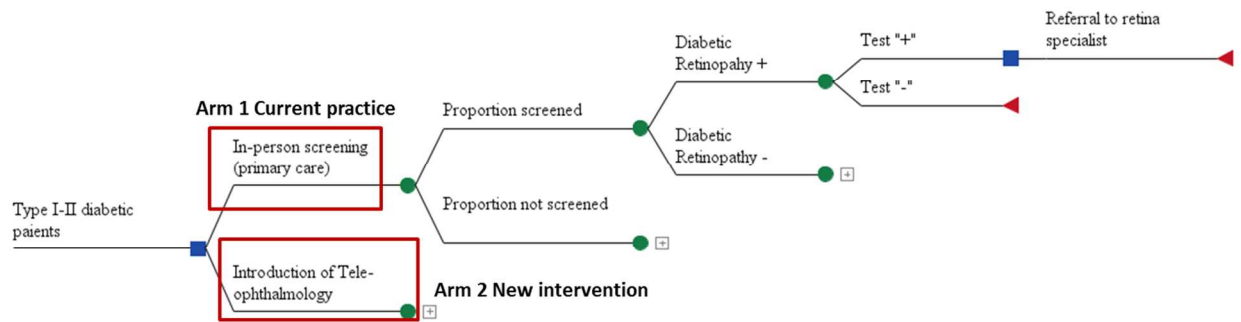 Referral to retina
specialist
Diabetic
Retinopahy +
Test "+"
Test "-"
Arm 1 Current practice
Proportion screened
In-person screening
(primary care)
Diabetic
Retinopathy -
Type I-II diabetic
paients
Proportion not screened
Introduction of Tele-
ophthalmology
Arm 2 New intervention